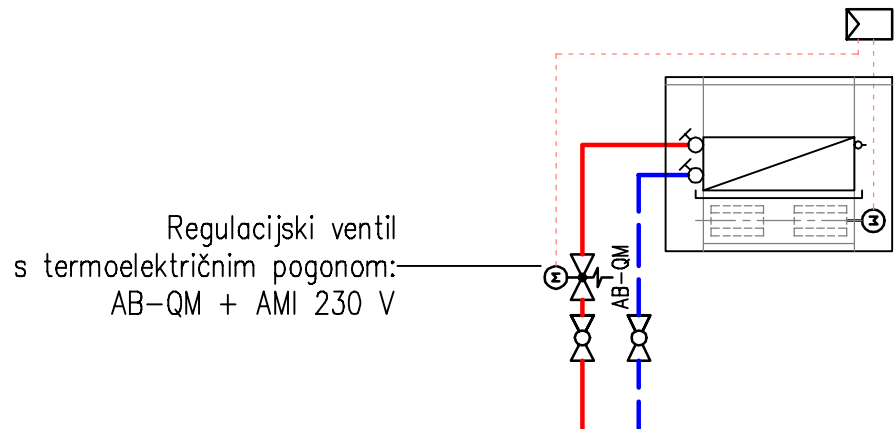 Regulacijski ventil
s termoelektričnim pogonom:
AB-QM + AMI 230 V
M
AB-QM
M